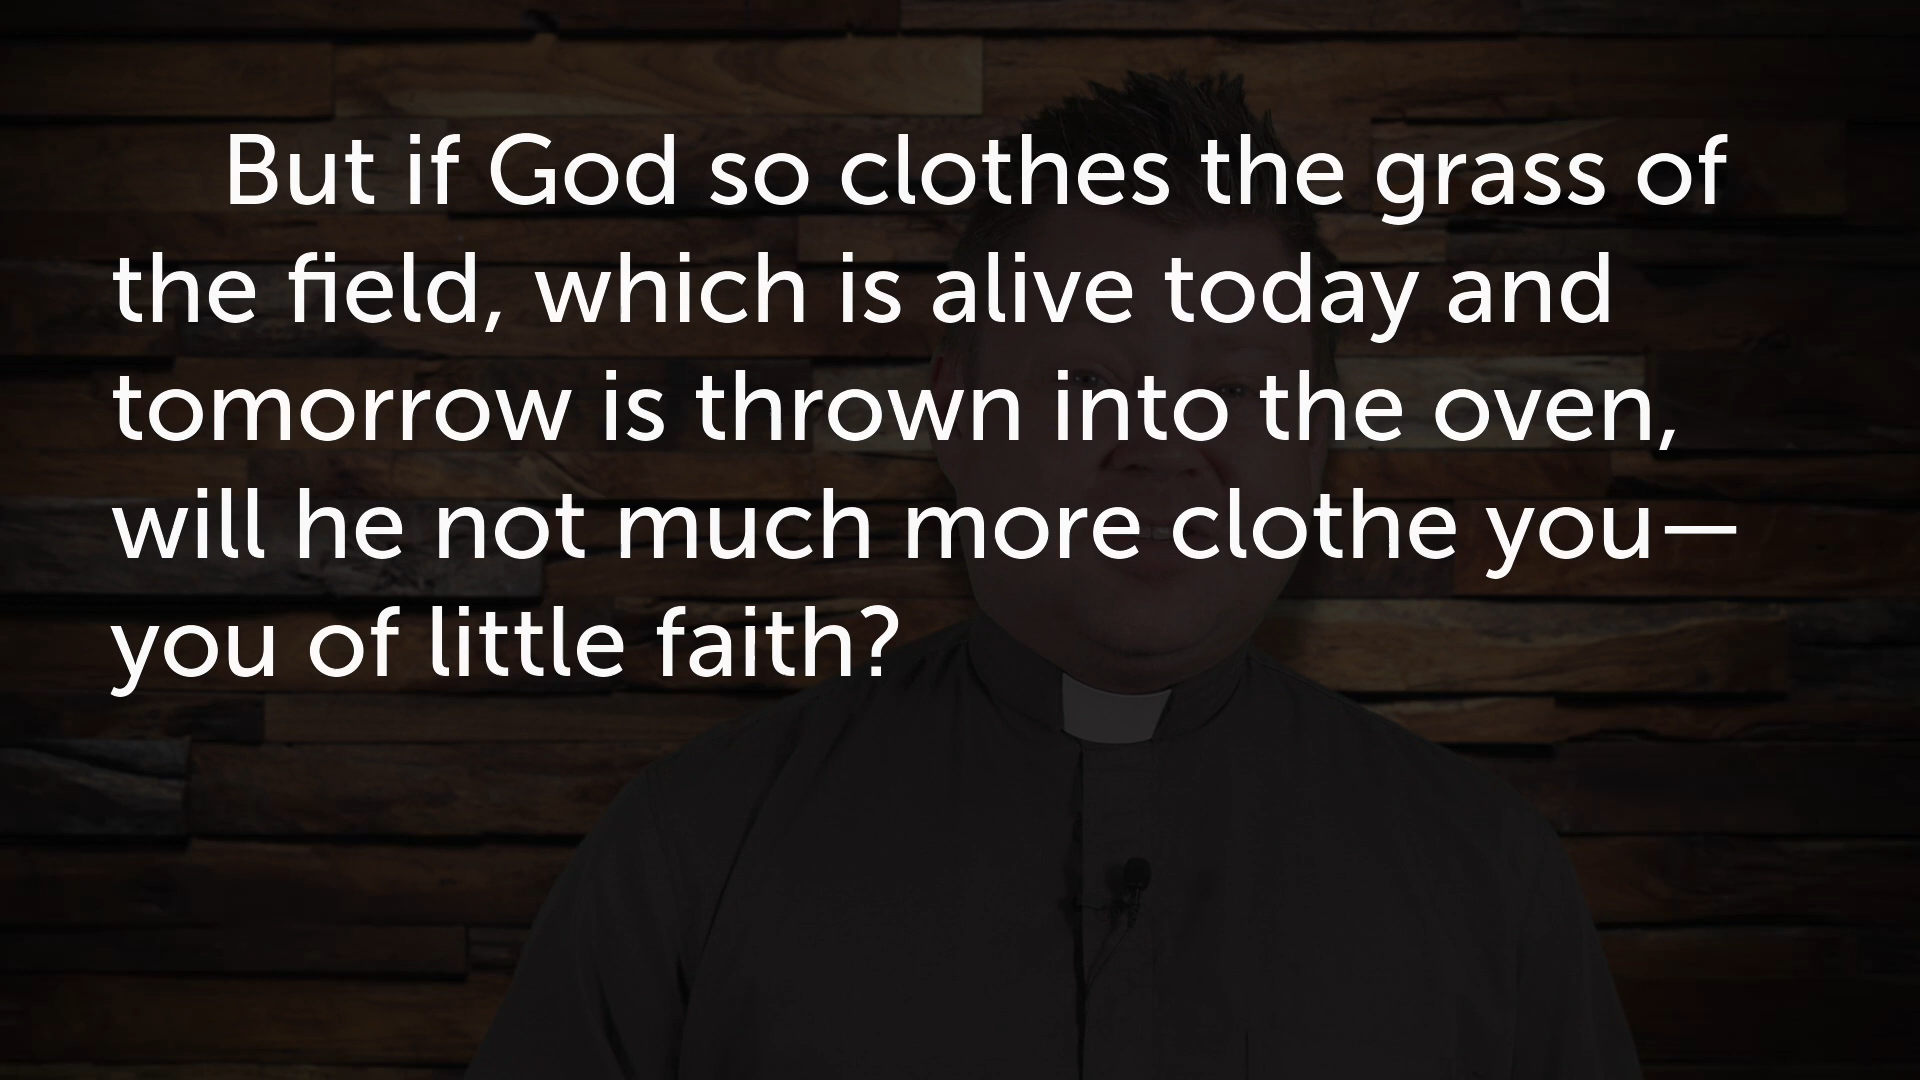 But if God so clothes the grass of
the field, which is alive today and
tomorrow is thrown into the oven,
will he not much more clothe you—
you of little faith?